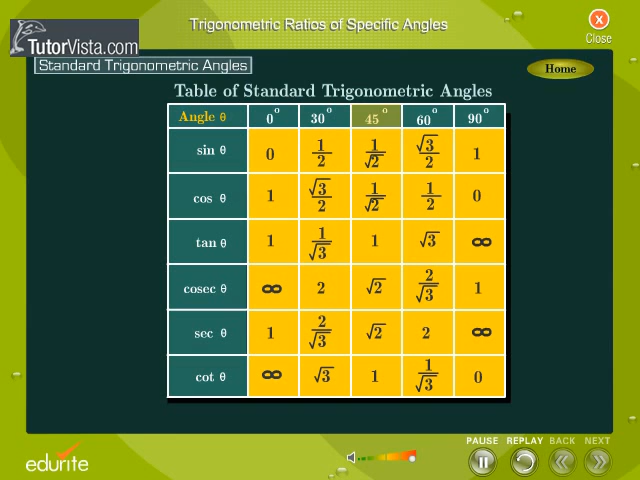 Trigonometric Ratios of Specific Angles
Close
TutorVista.com
Standard Trigonometric Angles
Home
Table of Standard Trigonometric Angles
Angle θ 0° 30° 45° 60° 90°
sin θ 0 1/2 1/√2 √3/2 1
cos θ 1 √3/2 1/√2 1/2 0
tan θ 1 1/√3 1 √3 ∞
cosec θ ∞ 2 √2 2/√3 1
sec θ 1 2/√3 √2 2 ∞
cot θ ∞ √3 1 1/√3 0
PAUSE REPLAY BACK NEXT
edurite